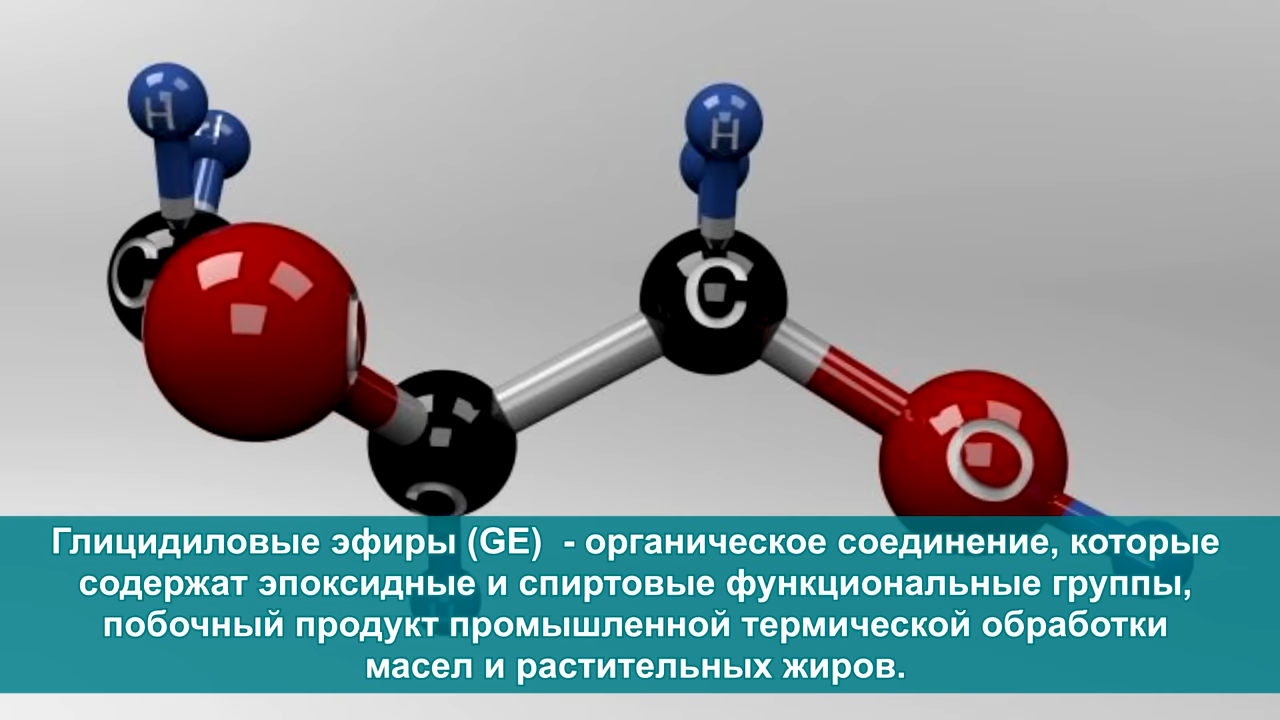 H
H
H
C
C
O
C
O
Глицидиловые эфиры (GE)  - органическое соединение, которые
содержат эпоксидные и спиртовые функциональные группы,
побочный продукт промышленной термической обработки
масел и растительных жиров.